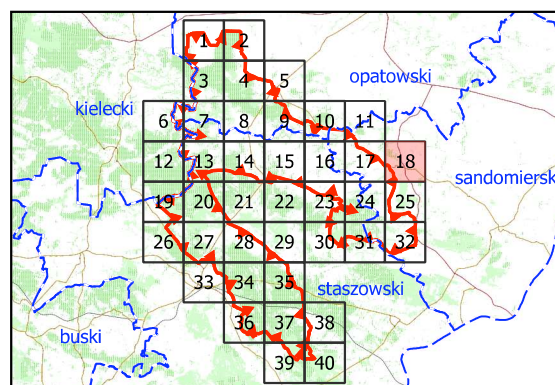 1 2
3 4 5
opatowski
kielecki
6 7 8 9 10 11
12 13 14 15 16 17 18
sandomiersk
19 20 21 22 23 24 25
26 27 28 29 30 31 32
33 34 35
staszowski
buski
36 37 38
39 40